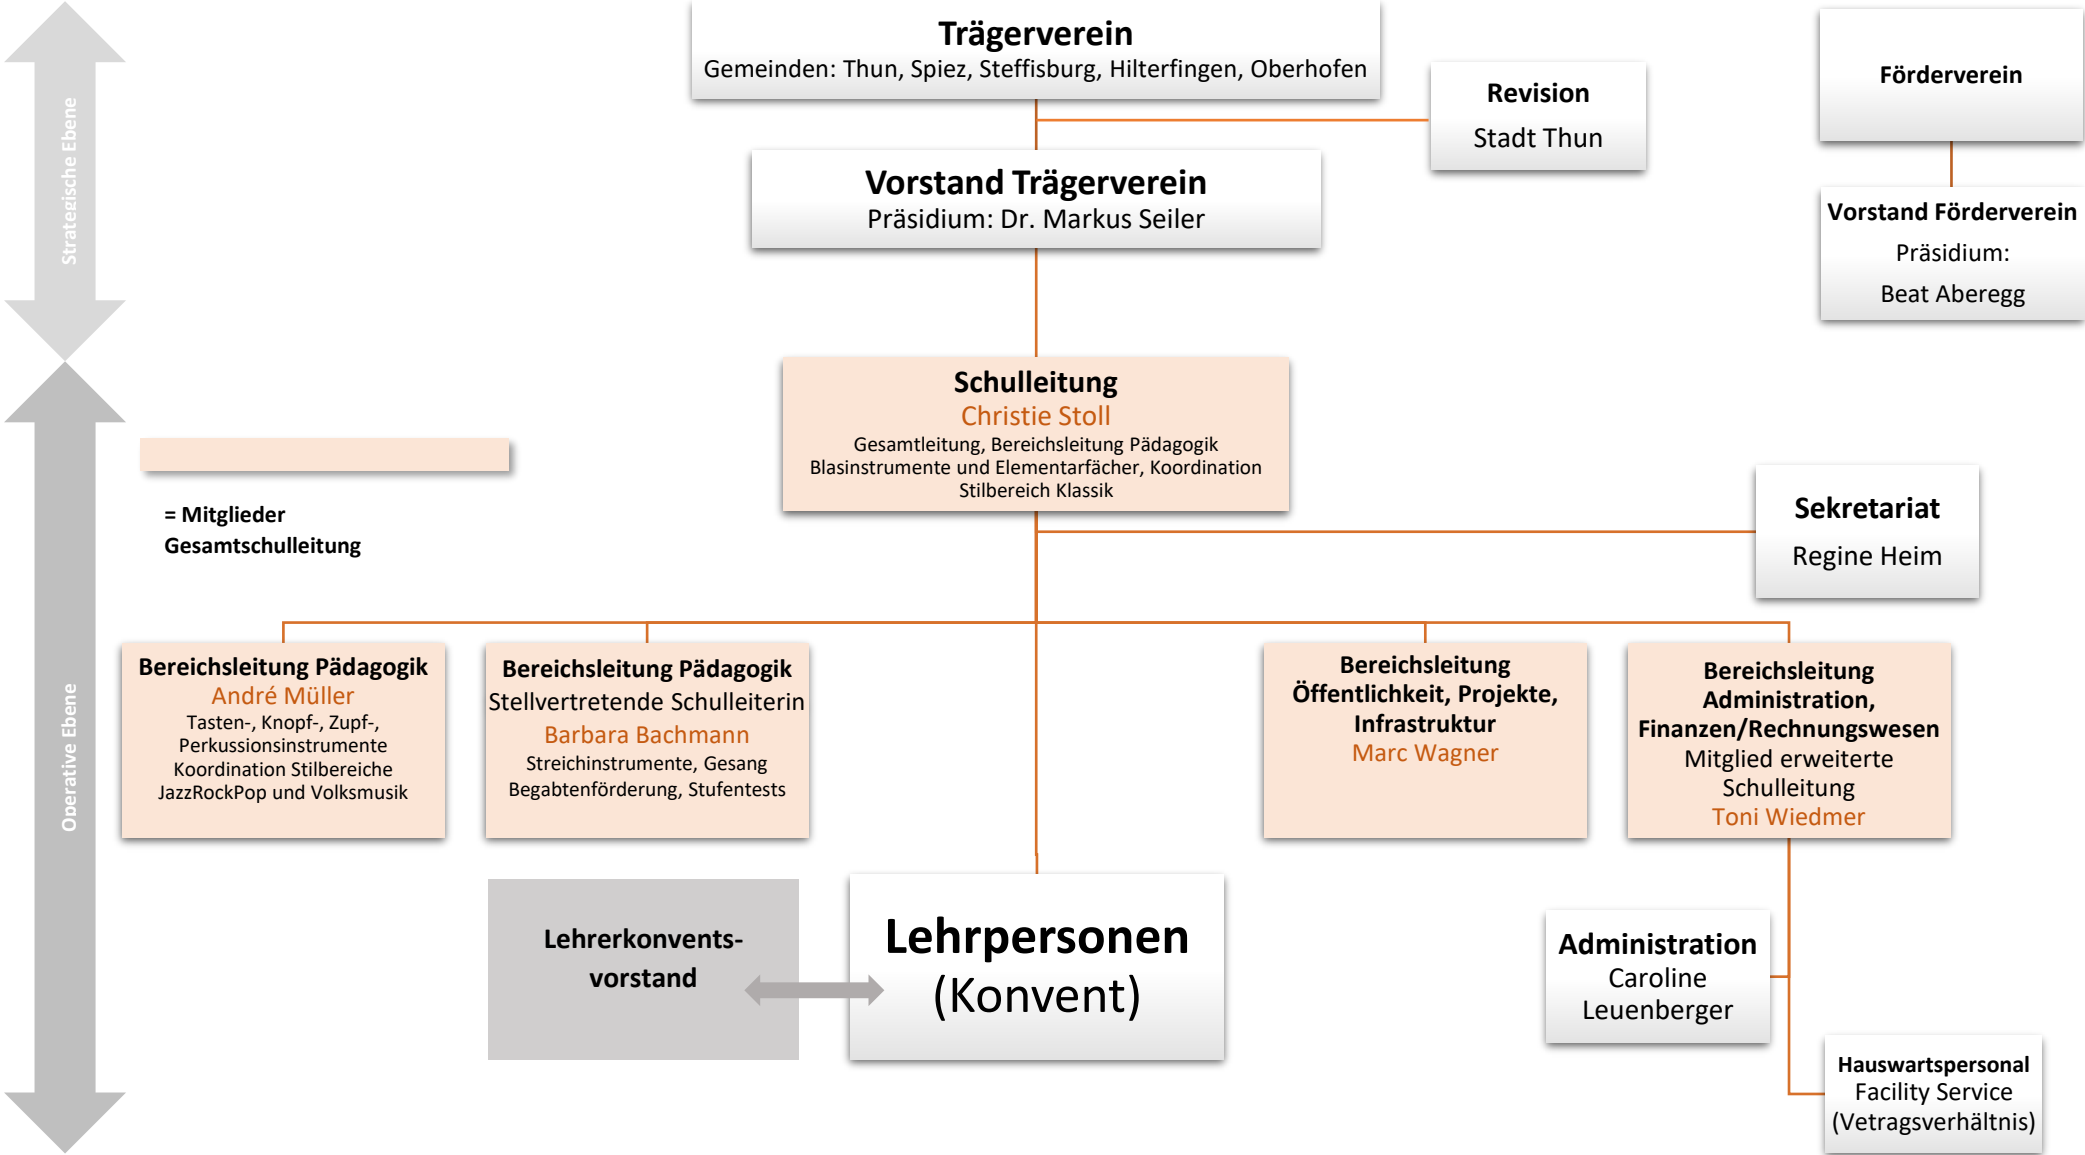 Trägerverein
Gemeinden: Thun, Spiez, Steffisburg, Hilterfingen, Oberhofen
Revision
Stadt Thun
Förderverein
Vorstand Trägerverein
Präsidium: Dr. Markus Seiler
Vorstand Förderverein
Präsidium:
Beat Aberegg
Strategische Ebene
Schulleitung
Christie Stoll
Gesamtleitung, Bereichsleitung Pädagogik
Blasinstrumente und Elementarfächer, Koordination
Stilbereich Klassik
= Mitglieder
Gesamtschulleitung
Sekretariat
Regine Heim
Operative Ebene
Bereichsleitung Pädagogik
André Müller
Tasten-, Knopf-, Zupf-,
Perkussionsinstrumente
Koordination Stilbereiche
JazzRockPop und Volksmusik
Bereichsleitung Pädagogik
Stellvertretende Schulleiterin
Barbara Bachmann
Streichinstrumente, Gesang
Begabtenförderung, Stufentests
Bereichsleitung
Öffentlichkeit, Projekte,
Infrastruktur
Marc Wagner
Bereichsleitung
Administration,
Finanzen/Rechnungswesen
Mitglied erweiterte
Schulleitung
Toni Wiedmer
Lehrerkonvents-
vorstand
Lehrpersonen
(Konvent)
Administration
Caroline
Leuenberger
Hauswartspersonal
Facility Service
(Vetragsverhältnis)